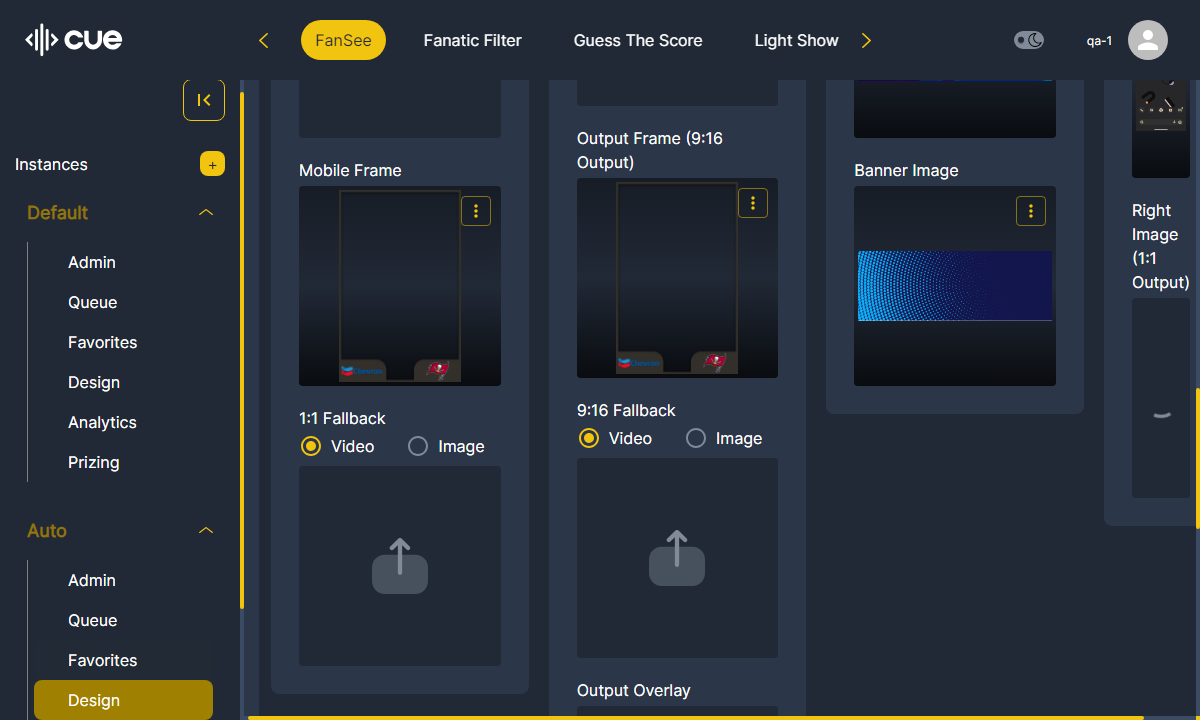 cue
FanSee
Fanatic Filter
Guess The Score
Light Show
qa-1
Instances
+
Default
Admin
Queue
Favorites
Design
Analytics
Prizing
Auto
Admin
Queue
Favorites
Design
Mobile Frame
1:1 Fallback
Video
Image
Output Frame (9:16
Output)
9:16 Fallback
Video
Image
Output Overlay
Banner Image
Right
Image
(1:1
Output)